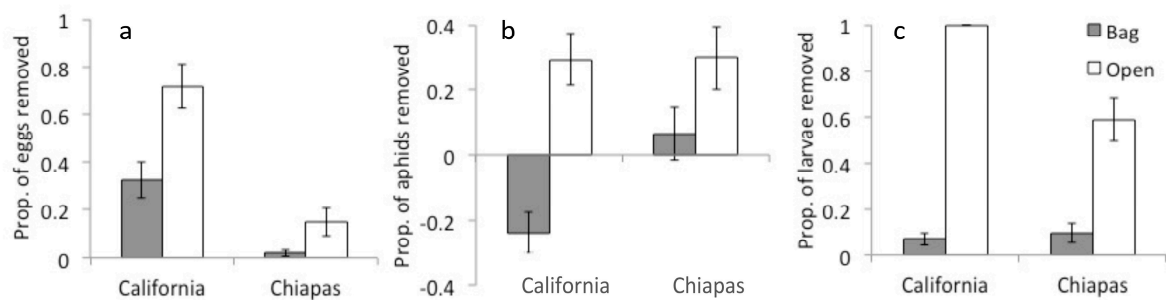 a
Prop. of eggs removed
1
0.8
0.6
0.4
0.2
0
California Chiapas
b
Prop. of aphids removed
0.4
0.2
0
-0.2
-0.4
California Chiapas
c
Prop. of larvae removed
1
0.8
0.6
0.4
0.2
0
California Chiapas
Bag
Open